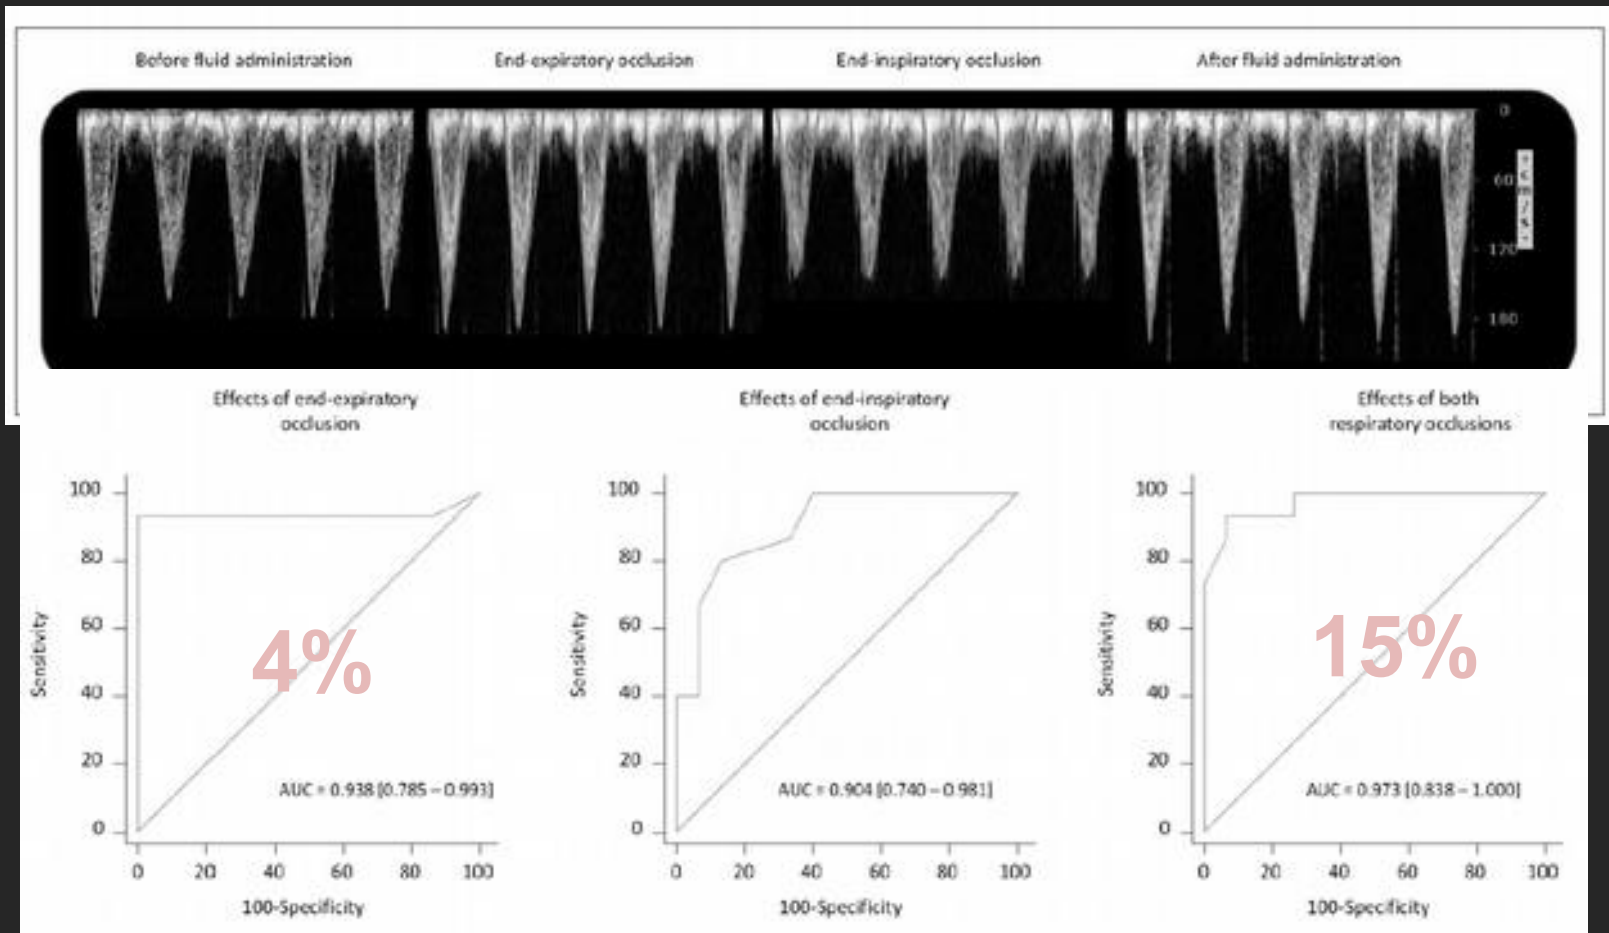 Before fluid administration
End-expiratory occlusion
End-inspiratory occlusion
After fluid administration
0
60
120
180
Effects of end-expiratory
occlusion
100
80
60
40
20
0
Sensitivity
4%
AUC = 0.938 [0.785 – 0.993]
0 20 40 60 80 100
100-Specificity
Effects of end-inspiratory
occlusion
100
80
60
40
20
0
Sensitivity
AUC = 0.904 [0.740 – 0.981]
0 20 40 60 80 100
100-Specificity
Effects of both
respiratory occlusions
100
80
60
40
20
0
Sensitivity
15%
AUC = 0.973 [0.838 – 1.000]
0 20 40 60 80 100
100-Specificity